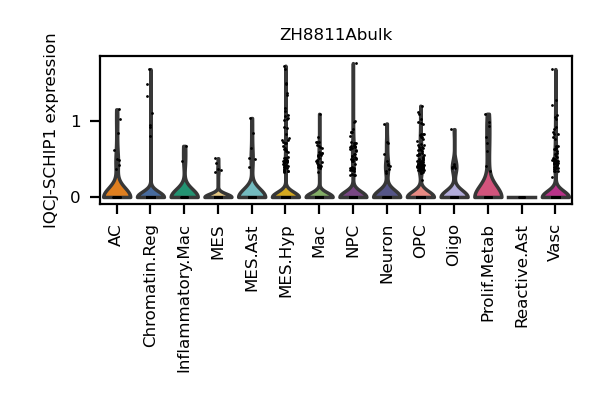 ZH8811Abulk
IQCJ-SCHIP1 expression
1
0
AC
Chromatin.Reg
Inflammatory.Mac
MES
MES.Ast
MES.Hyp
Mac
NPC
Neuron
OPC
Oligo
Prolif.Metab
Reactive.Ast
Vasc